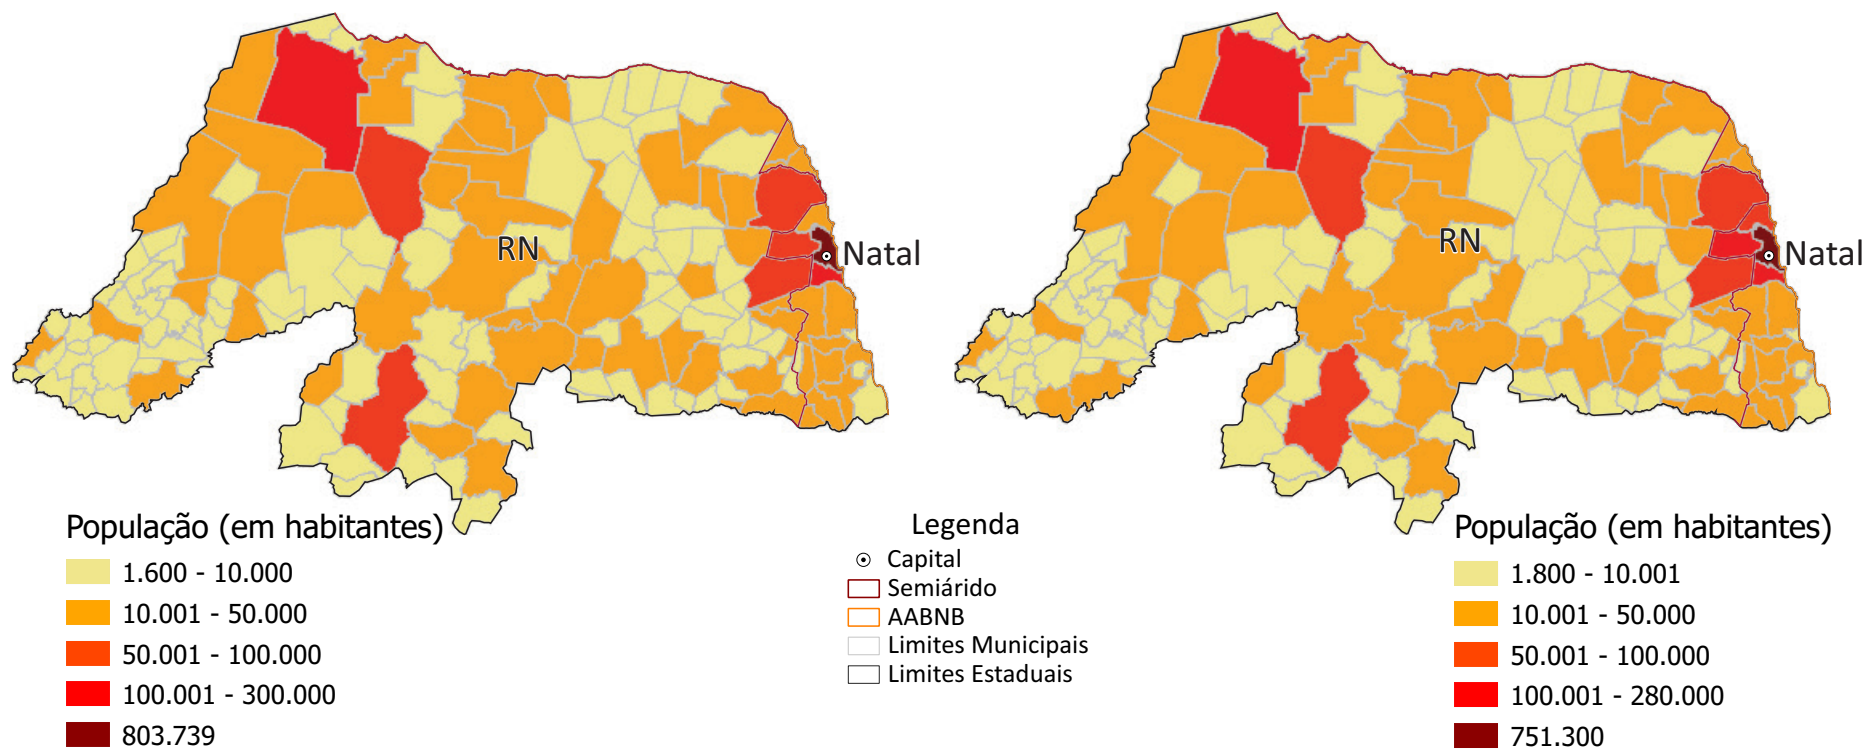 RN
Natal
RN
Natal
População (em habitantes)
1.600 - 10.000
10.001 - 50.000
50.001 - 100.000
100.001 - 300.000
803.739
Legenda
Capital
Semiárido
AABNB
Limites Municipais
Limites Estaduais
População (em habitantes)
1.800 - 10.001
10.001 - 50.000
50.001 - 100.000
100.001 - 280.000
751.300